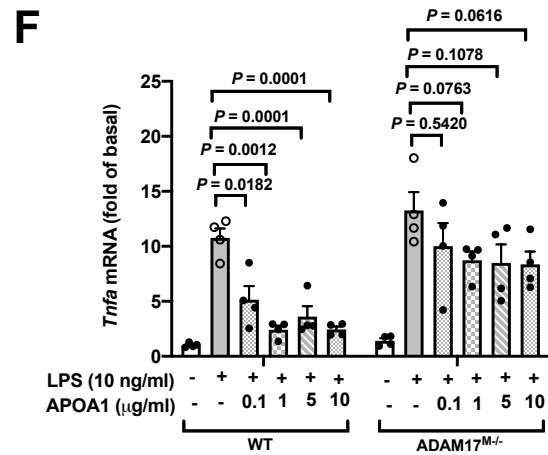 F
P = 0.0616
P = 0.1078
P = 0.0001
P = 0.0763
P = 0.0001
P = 0.5420
P = 0.0012
P = 0.0182
Tnfa mRNA (fold of basal)
25
20
15
10
5
0
LPS (10 ng/ml) - + + + + + - + + + + +
APOA1 (μg/ml) - - 0.1 1 5 10 - - 0.1 1 5 10
WT ADAM17M-/-